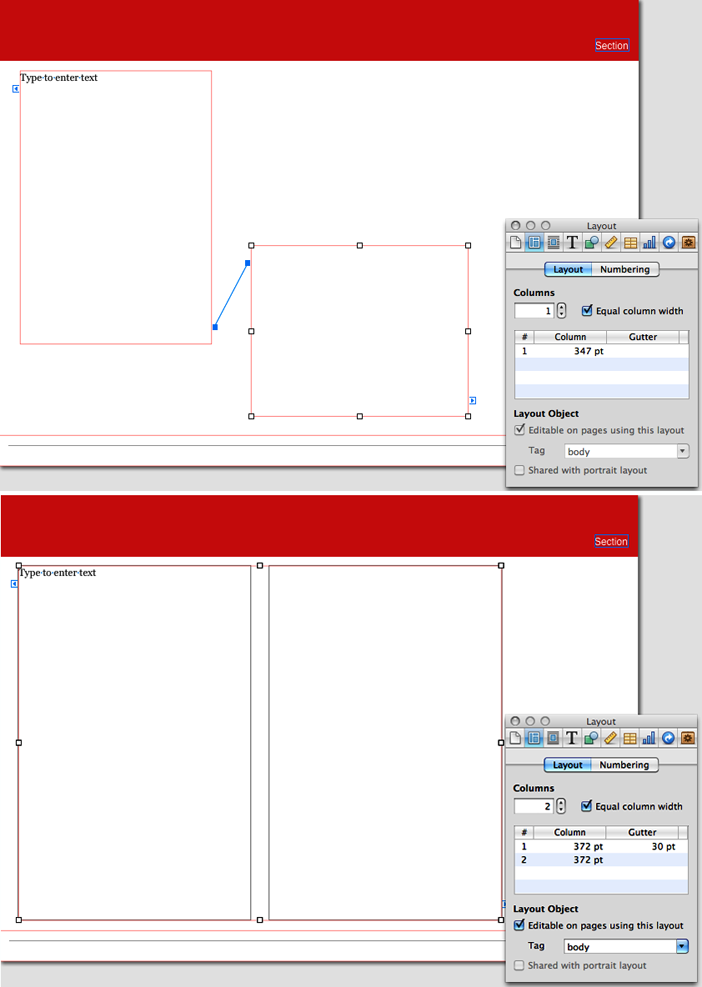 Section
Type·to·enter·text
Layout
T
Layout Numbering
Columns
1 Equal column width
# Column Gutter
1 347 pt
Layout Object
Editable on pages using this layout
Tag body
Shared with portrait layout
Section
Type·to·enter·text
Layout
T
Layout Numbering
Columns
2 Equal column width
# Column Gutter
1 372 pt 30 pt
2 372 pt
Layout Object
Editable on pages using this layout
Tag body
Shared with portrait layout